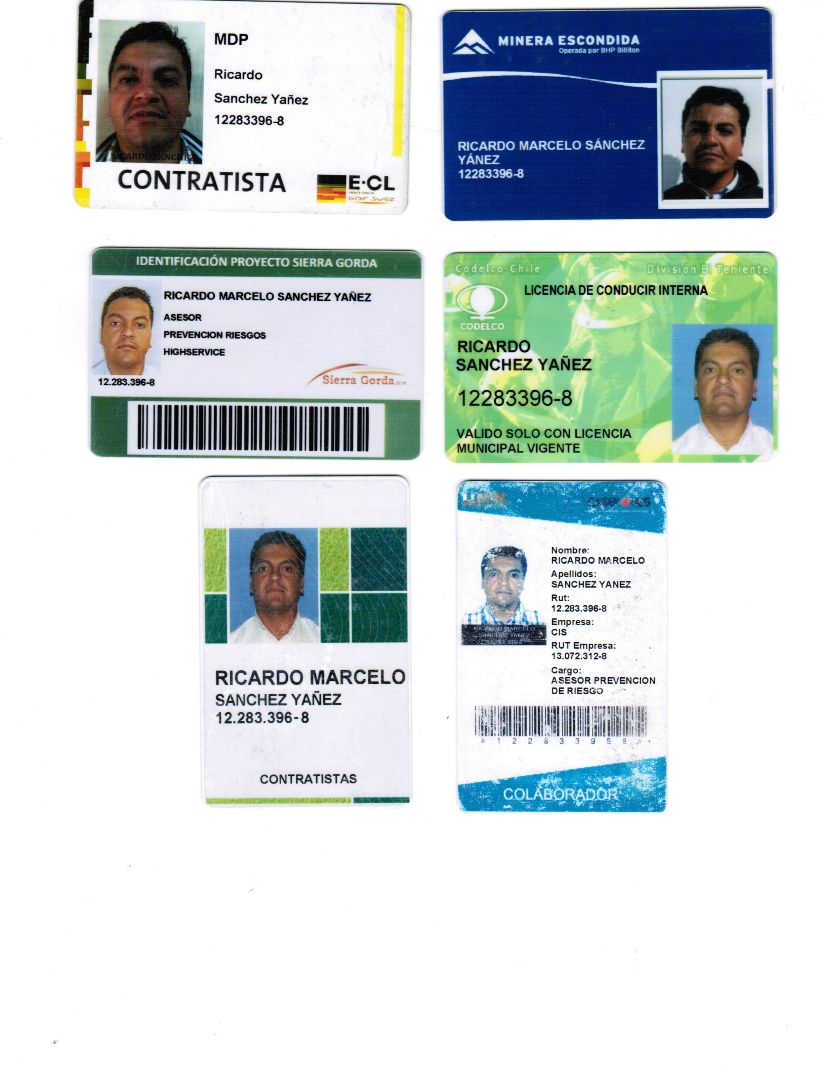 MDP
Ricardo
Sanchez Yañez
12283396-8
CONTRATISTA
E·CL
GDF SUEZ
MINERA ESCONDIDA
Operada por BHP Billiton
RICARDO MARCELO SÁNCHEZ
YÁNEZ
12283396-8
IDENTIFICACIÓN PROYECTO SIERRA GORDA
RICARDO MARCELO SANCHEZ YAÑEZ
ASESOR
PREVENCION RIESGOS
HIGHSERVICE
12.283.396-8
Sierra Gorda
Codelco-Chile División El Teniente
LICENCIA DE CONDUCIR INTERNA
CODELCO
RICARDO
SANCHEZ YAÑEZ
12283396-8
VALIDO SOLO CON LICENCIA
MUNICIPAL VIGENTE
RICARDO MARCELO
SANCHEZ YAÑEZ
12.283.396-8
CONTRATISTAS
Nombre:
RICARDO MARCELO
Apellidos:
SANCHEZ YANEZ
Rut:
12.283.396-8
Empresa:
CIS
RUT Empresa:
13.072.312-8
Cargo:
ASESOR PREVENCION
DE RIESGO
COLABORADOR